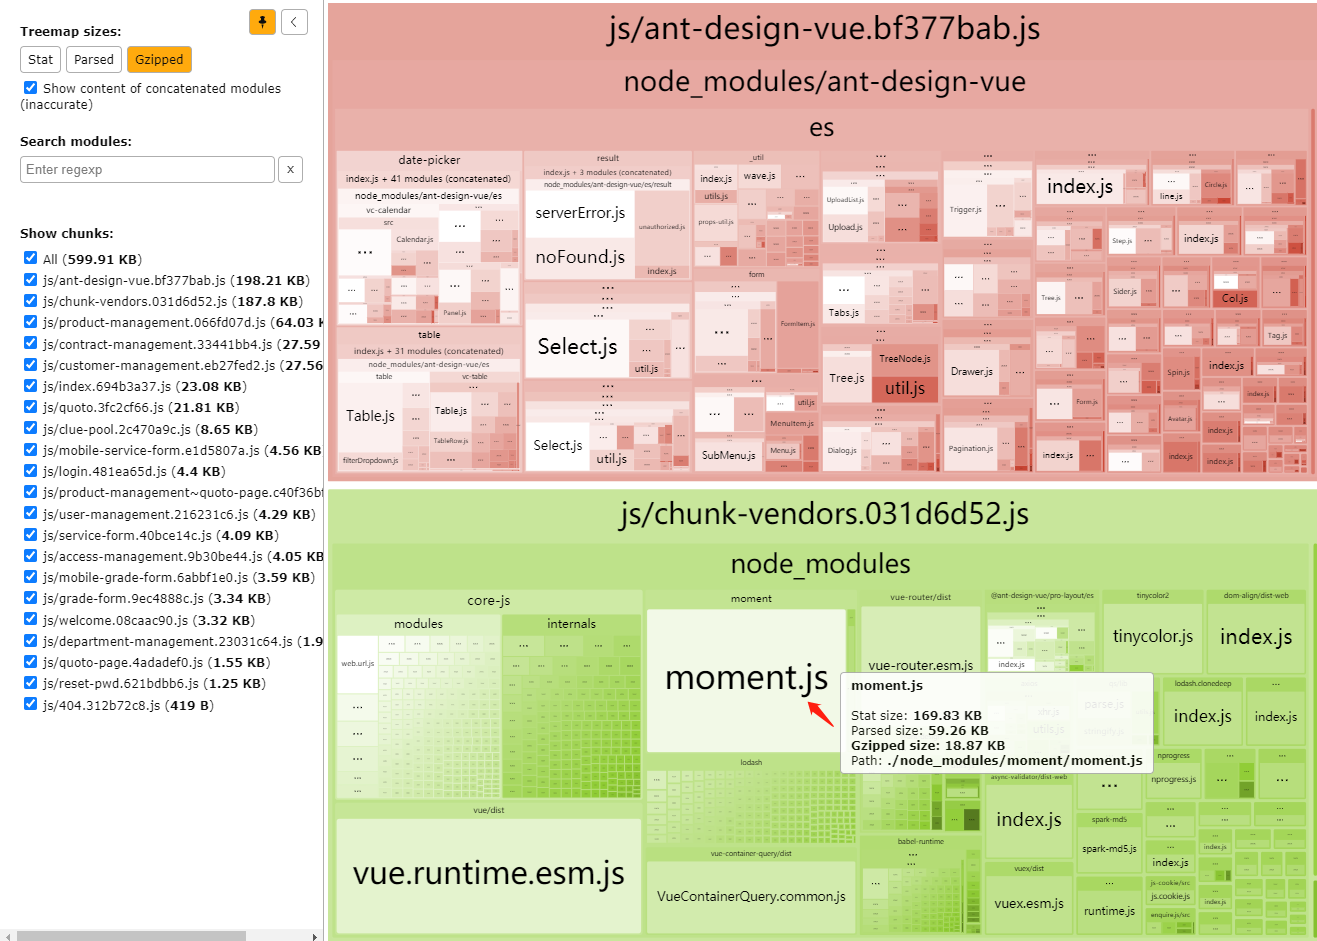 Treemap sizes:
Stat
Parsed
Gzipped
Show content of concatenated modules
(inaccurate)
Search modules:
Enter regexp
x
Show chunks:
All (599.91 KB)
js/ant-design-vue.bf377bab.js (198.21 KB)
js/chunk-vendors.031d6d52.js (187.8 KB)
js/product-management.066fd07d.js (64.03 K
js/contract-management.33441bb4.js (27.59
js/customer-management.eb27fed2.js (27.56
js/index.694b3a37.js (23.08 KB)
js/quoto.3fc2cf66.js (21.81 KB)
js/clue-pool.2c470a9c.js (8.65 KB)
js/mobile-service-form.e1d5807a.js (4.56 KB
js/login.481ea65d.js (4.4 KB)
js/product-management~quoto-page.c40f36bf
js/user-management.216231c6.js (4.29 KB)
js/service-form.40bce14c.js (4.09 KB)
js/access-management.9b30be44.js (4.05 KB
js/mobile-grade-form.6abbf1e0.js (3.59 KB)
js/grade-form.9ec4888c.js (3.34 KB)
js/welcome.08caac90.js (3.32 KB)
js/department-management.23031c64.js (1.9
js/quoto-page.4adadef0.js (1.55 KB)
js/reset-pwd.621bdbb6.js (1.25 KB)
js/404.312b72c8.js (419 B)
js/ant-design-vue.bf377bab.js
node_modules/ant-design-vue
es
date-picker
index.js + 41 modules (concatenated)
node_modules/ant-design-vue/es
vc-calendar
src
Calendar.js
Panel.js
table
index.js + 31 modules (concatenated)
node_modules/ant-design-vue/es
table
vc-table
Table.js
Table.js
TableRow.js
filterDropdown.js
result
index.js + 3 modules (concatenated)
node_modules/ant-design-vue/es/result
serverError.js
unauthorized.js
noFound.js
index.js
Select.js
util.js
Select.js
util.js
_util
index.js
wave.js
utils.js
props-util.js
form
FormItem.js
util.js
MenuItem.js
SubMenu.js
Menu.js
UploadList.js
Upload.js
Tabs.js
Tree.js
TreeNode.js
util.js
Dialog.js
Trigger.js
Drawer.js
Pagination.js
index.js
line.js
Circle.js
Step.js
index.js
Tree.js
Sider.js
Col.js
Tag.js
Spin.js
index.js
Form.js
index.js
Avatar.js
index.js
index.js
index.js
index.js
js/chunk-vendors.031d6d52.js
node_modules
core-js
modules
internals
web.url.js
vue/dist
vue.runtime.esm.js
moment
moment.js
lodash
vue-container-query/dist
VueContainerQuery.common.js
vue-router/dist
vue-router.esm.js
babel-runtime
@ant-design-vue/pro-layout/es
index.js
moment.js
Stat size: 169.83 KB
Parsed size: 59.26 KB
Gzipped size: 18.87 KB
Path: ./node_modules/moment/moment.js
async-validator/dist-web
index.js
vuex/dist
vuex.esm.js
tinycolor2
tinycolor.js
dom-align/dist-web
index.js
lodash.clonedeep
index.js
index.js
nprogress
nprogress.js
spark-md5
spark-md5.js
runtime.js
index.js
js-cookie/src
js.cookie.js
enquire.js/src
index.js
index.js